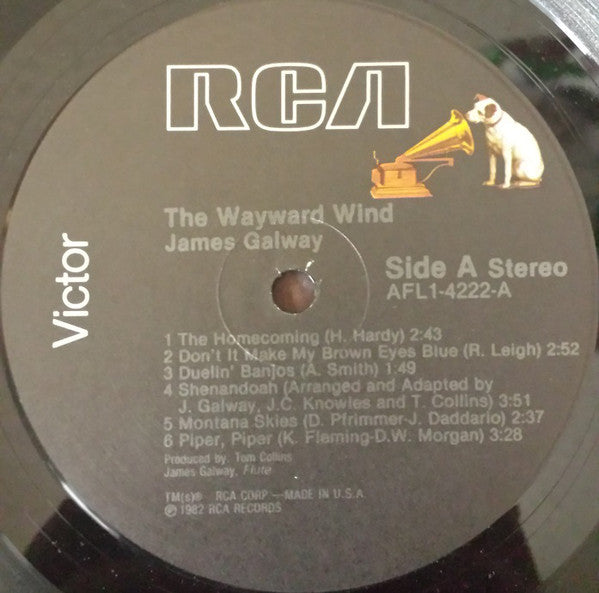 RCA
Victor
The Wayward Wind
James Galway
Side A Stereo
AFL1-4222-A
1 The Homecoming (H. Hardy) 2:43
2 Don't It Make My Brown Eyes Blue (R. Leigh) 2:52
3 Duelin' Banjos (A. Smith) 1:49
4 Shenandoah (Arranged and Adapted by
J. Galway, J.C. Knowles and T. Collins) 3:51
5 Montana Skies (D. Pfrimmer-J. Daddario) 2:37
6 Piper, Piper (K. Fleming-D.W. Morgan) 3:28
Produced by: Tom Collins
James Galway, Flute
TM(s)® RCA CORP—MADE IN U.S.A
℗ 1982 RCA RECORDS